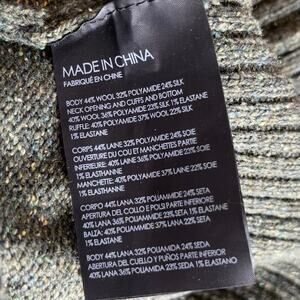 MADE IN CHINA
FABRIQUÉ EN CHINE
BODY 44% WOOL 32% POLYAMIDE 24% SILK
NECK OPENING AND CUFFS AND BOTTOM
40% WOOL 36% POLYAMIDE 23% SILK 1% ELASTANE
RUFFLE: 40% POLYAMIDE 37% WOOL 22% SILK
1% ELASTANE
CORPS 44% LAINE 32% POLYAMIDE 24% SOIE
OUVERTURE DU COU ET MANCHETTES PARTIE
INFERIEURE: 40% LAINE 36% POLYAMIDE 23% SOIE
1% ELASTHANNE
MANCHETTE: 40% POLYAMIDE 37% LAINE 22% SOIE
1% ELASTHANNE
CORPO 44% LANA 32% POLIAMMIDE 24% SETA
APERTURA DEL COLLO E POLSI PARTE INFERIORE
40% LANA 36% POLIAMMIDE 23% SETA 1% ELASTANE
BALZA: 40% POLIAMMIDE 37% LANA 22% SETA
1% ELASTANE
BODY 44% LANA 32% POLIAMIDA 24% SEDA
ABERTURA DEL CUELLO Y PUÑOS PARTE INFERIOR
40% LANA 36% POLIAMIDA 23% SEDA 1% ELASTANO